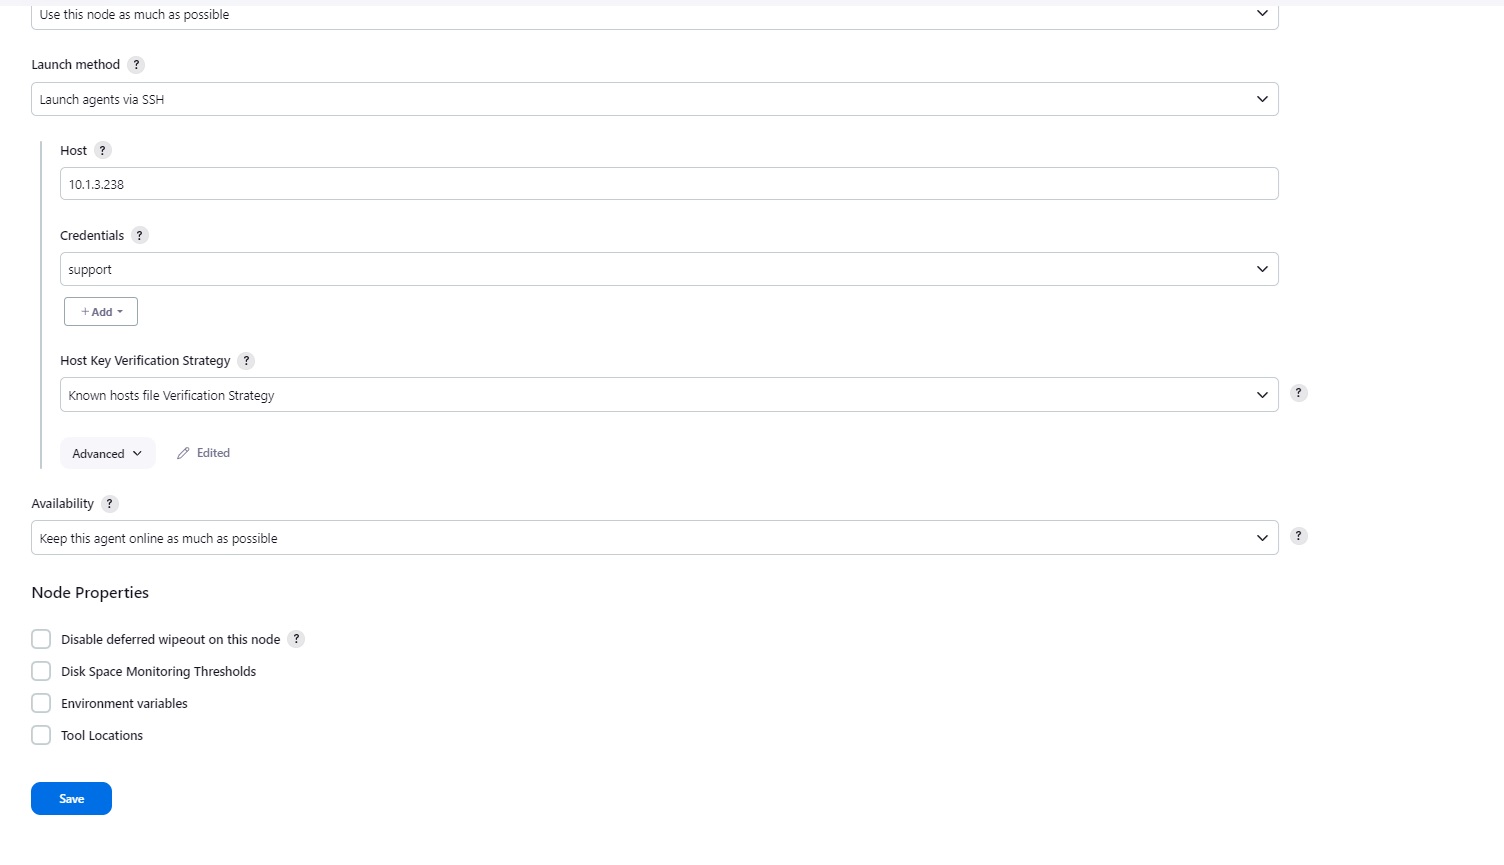 Use this node as much as possible
Launch method ?
Launch agents via SSH
Host ?
10.1.3.238
Credentials ?
support
+ Add
Host Key Verification Strategy ?
Known hosts file Verification Strategy
?
Advanced
Edited
Availability ?
Keep this agent online as much as possible
?
Node Properties
Disable deferred wipeout on this node ?
Disk Space Monitoring Thresholds
Environment variables
Tool Locations
Save